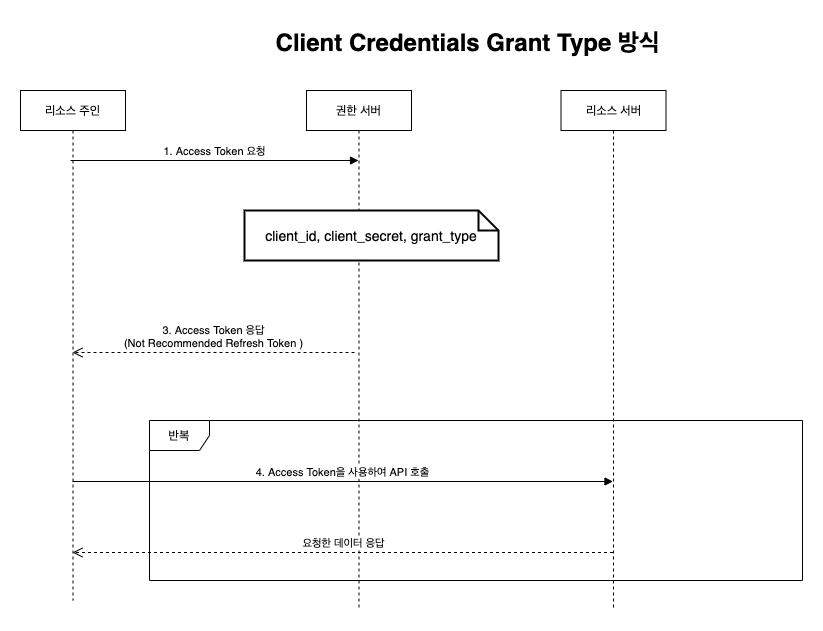 Client Credentials Grant Type 방식
리소스 주인
권한 서버
리소스 서버
1. Access Token 요청
client_id, client_secret, grant_type
3. Access Token 응답
(Not Recommended Refresh Token )
반복
4. Access Token을 사용하여 API 호출
요청한 데이터 응답